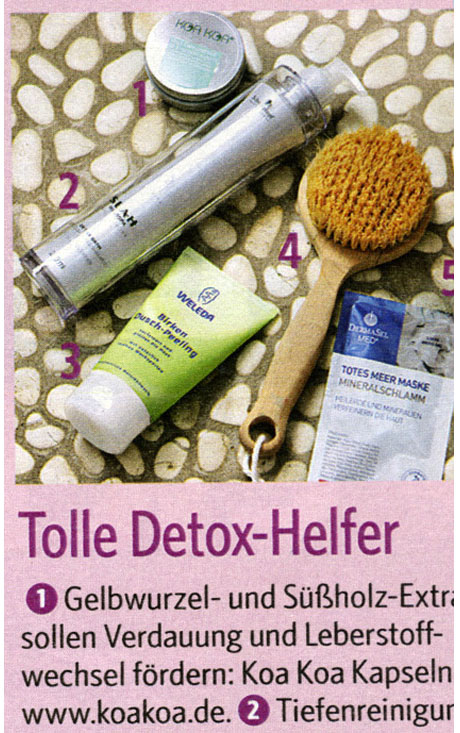 KOA KOA
1
2
SLAH
4
5
WELEDA
Birken
Dusch-Peeling
3
DERMASEL
MED
TOTES MEER MASKE
MINERALSCHLAMM
HEILERDE UND MINERALIEN
VERFEINERN DIE HAUT
Tolle Detox-Helfer
1 Gelbwurzel- und Süßholz-Extra
sollen Verdauung und Leberstoff-
wechsel fördern: Koa Koa Kapseln
www.koakoa.de. 2 Tiefenreinigun